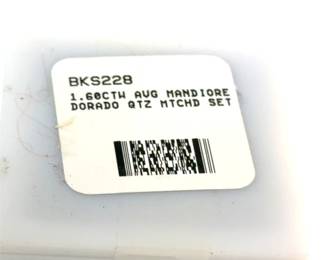 BKS228
1.60CTW AVG MANDIORE
DORADO QTZ MTCHD SET